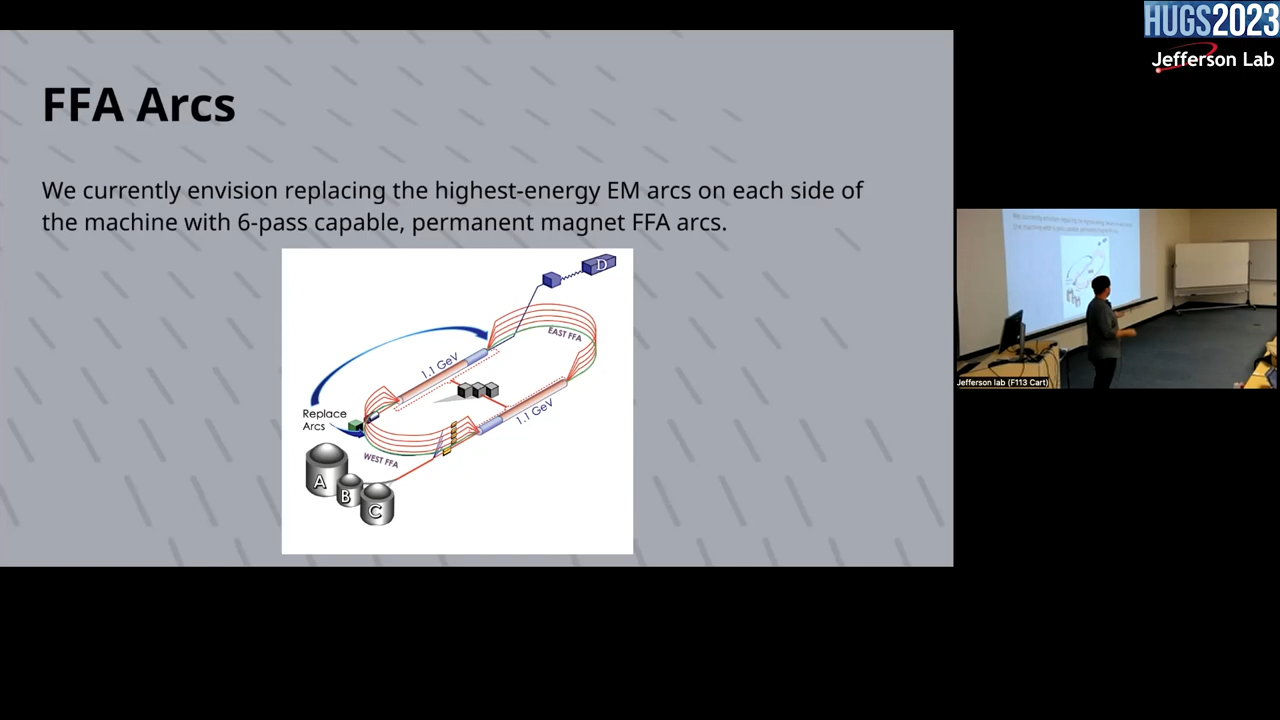 HUGS2023
Jefferson Lab
FFA Arcs
We currently envision replacing the highest-energy EM arcs on each side of
the machine with 6-pass capable, permanent magnet FFA arcs.
D
EAST FFA
1.1 GeV
1.1 GeV
Replace
Arcs
WEST FFA
A
B
C
Jefferson lab (F113 Cart)